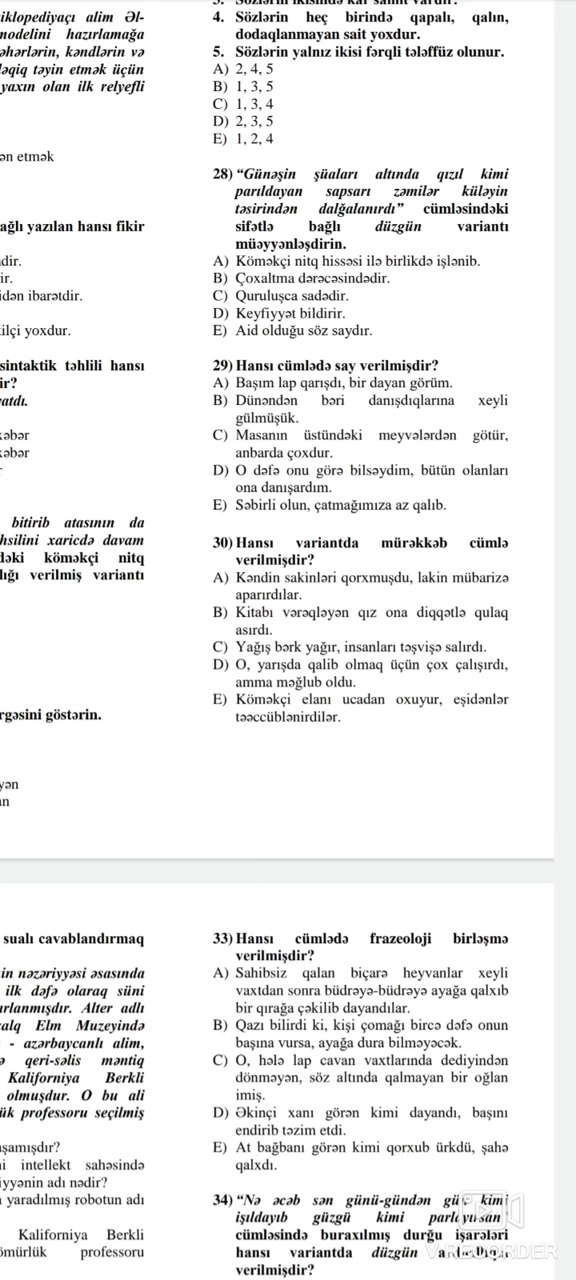 siklopediyaçı alim Əl-
modelini hazırlamağa
əhərlərin, kəndlərin və
dəqiq təyin etmək üçün
yaxın olan ilk relyefli
ən etmək
ağlı yazılan hansı fikir
dir.
ir.
idən ibarətdir.
ilçi yoxdur.
sintaktik təhlili hansı
ir?
atdı.
xəbər
xəbər
bitirib atasının da
hsilini xaricdə davam
dəki köməkçi nitq
lığı verilmiş variantı
rgəsini göstərin.
yən
an
4. Sözlərin heç birində qapalı, qalın,
dodaqlanmayan sait yoxdur.
5. Sözlərin yalnız ikisi fərqli tələffüz olunur.
A) 2, 4, 5
B) 1, 3, 5
C) 1, 3, 4
D) 2, 3, 5
E) 1, 2, 4
28) “Günəşin şüaları altında qızıl kimi
parıldayan sapsarı zəmilər küləyin
təsirindən dalğalanırdı” cümləsindəki
sifətlə bağlı düzgün variantı
müəyyənləşdirin.
A) Köməkçi nitq hissəsi ilə birlikdə işlənib.
B) Çoxaltma dərəcəsindədir.
C) Quruluşca sadədir.
D) Keyfiyyət bildirir.
E) Aid olduğu söz saydır.
29) Hansı cümlədə say verilmişdir?
A) Başım lap qarışdı, bir dayan görüm.
B) Dünəndən bəri danışdıqlarına xeyli
gülmüşük.
C) Masanın üstündəki meyvələrdən götür,
anbarda çoxdur.
D) O dəfə onu görə bilsəydim, bütün olanları
ona danışardım.
E) Səbirli olun, çatmağımıza az qalıb.
30) Hansı variantda mürəkkəb cümlə
verilmişdir?
A) Kəndin sakinləri qorxmuşdu, lakin mübarizə
aparırdılar.
B) Kitabı vərəqləyən qız ona diqqətlə qulaq
asırdı.
C) Yağış bərk yağır, insanları təşvişə salırdı.
D) O, yarışda qalib olmaq üçün çox çalışırdı,
amma məğlub oldu.
E) Köməkçi elanı ucadan oxuyur, eşidənlər
təəccüblənirdilər.
sualı cavablandırmaq
in nəzəriyyəsi əsasında
ilk dəfə olaraq süni
ırlanmışdır. Alter adlı
alq Elm Muzeyində
- azərbaycanlı alim,
ə qeri-səlis məntiq
Kaliforniya Berkli
olmuşdur. O bu ali
ük professoru seçilmiş
aşamışdır?
ni intellekt sahəsində
iyyənin adı nədir?
yaradılmış robotun adı
Kaliforniya Berkli
ömürlük professoru
33) Hansı cümlədə frazeoloji birləşmə
verilmişdir?
A) Sahibsiz qalan biçarə heyvanlar xeyli
vaxtdan sonra büdrəyə-büdrəyə ayağa qalxıb
bir qırağa çəkilib dayandılar.
B) Qazı bilirdi ki, kişi çomağı bircə dəfə onun
başına vursa, ayağa dura bilməyəcək.
C) O, hələ lap cavan vaxtlarında dediyindən
dönməyən, söz altında qalmayan bir oğlan
imiş.
D) Əkinçi xanı görən kimi dayandı, başını
endirib təzim etdi.
E) At bağbanı görən kimi qorxub ürkdü, şahə
qalxdı.
34) “Nə əcəb sən günü-gündən gül kimi
işıldayıb güzgü kimi parlayırsan”
cümləsində buraxılmış durğu işarələri
hansı variantda düzgün
verilmişdir?